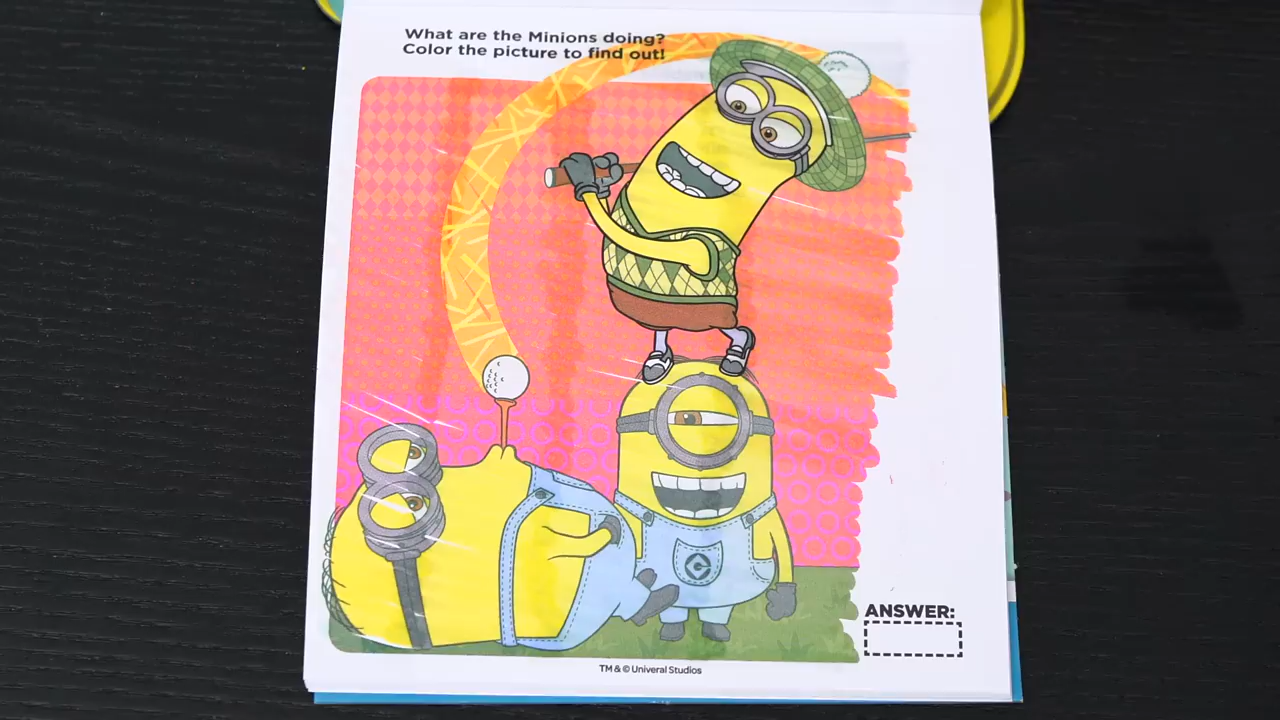 What are the Minions doing?
Color the picture to find out!
ANSWER:
TM & © Univeral Studios